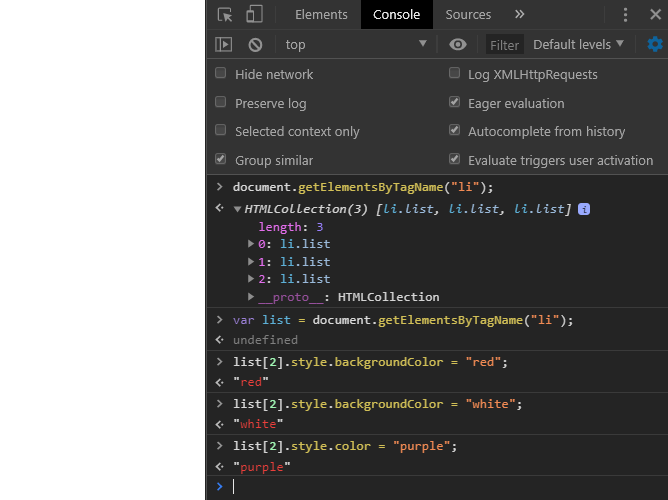 Elements Console Sources »
top Filter Default levels
Hide network Log XMLHttpRequests
Preserve log Eager evaluation
Selected context only Autocomplete from history
Group similar Evaluate triggers user activation
> document.getElementsByTagName("li");
HTMLCollection(3) [li.list, li.list, li.list] i
length: 3
0: li.list
1: li.list
2: li.list
__proto__: HTMLCollection
> var list = document.getElementsByTagName("li");
undefined
> list[2].style.backgroundColor = "red";
"red"
> list[2].style.backgroundColor = "white";
"white"
> list[2].style.color = "purple";
"purple"
>